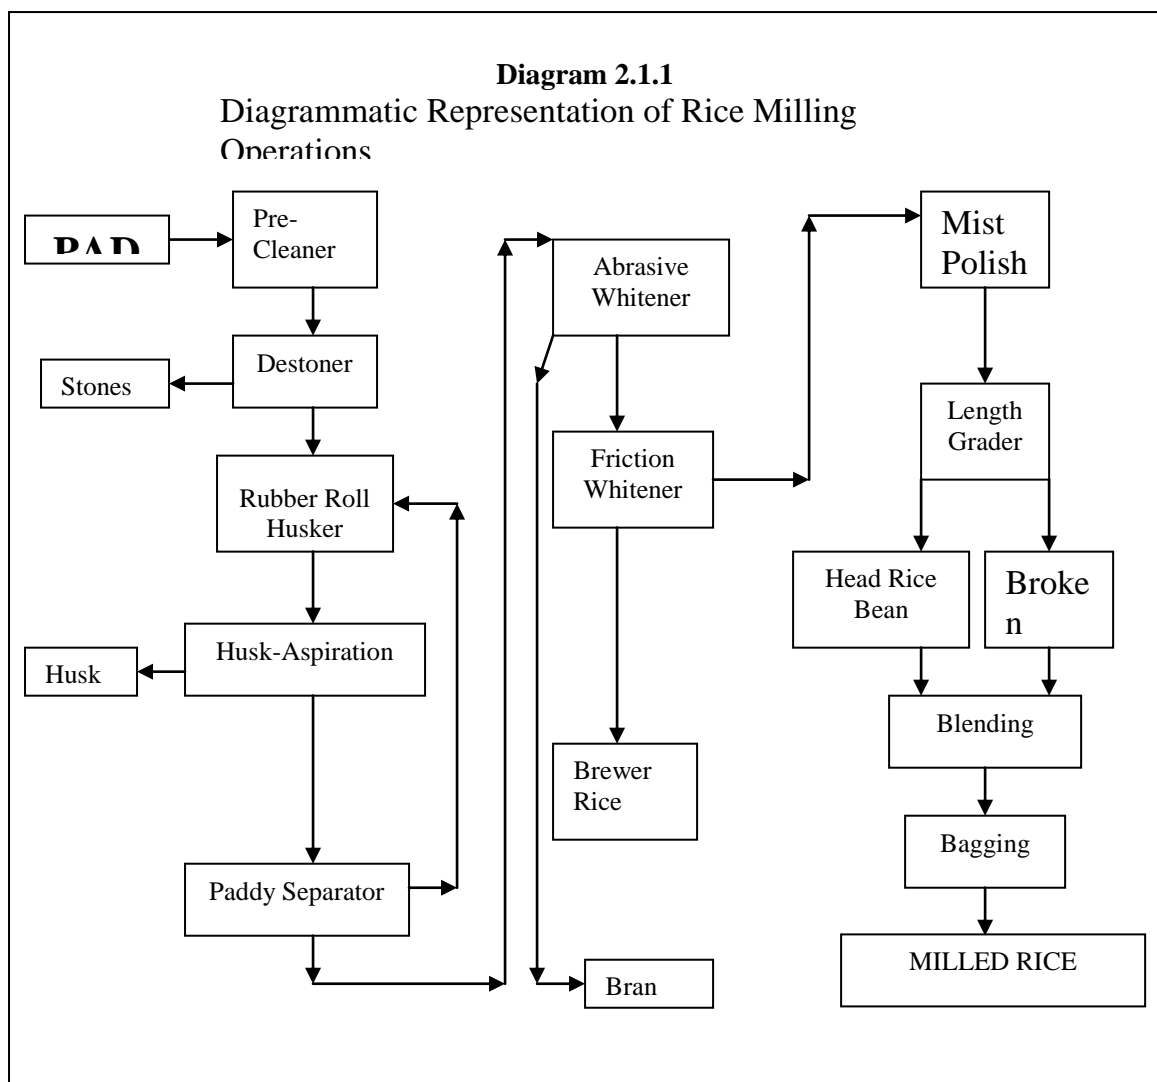 Diagram 2.1.1
Diagrammatic Representation of Rice Milling
Operations
PAD
Pre-
Cleaner
Stones
Destoner
Rubber Roll
Husker
Husk
Husk-Aspiration
Paddy Separator
Abrasive
Whitener
Friction
Whitener
Brewer
Rice
Bran
Mist
Polish
Length
Grader
Head Rice
Bean
Broke
n
Blending
Bagging
MILLED RICE